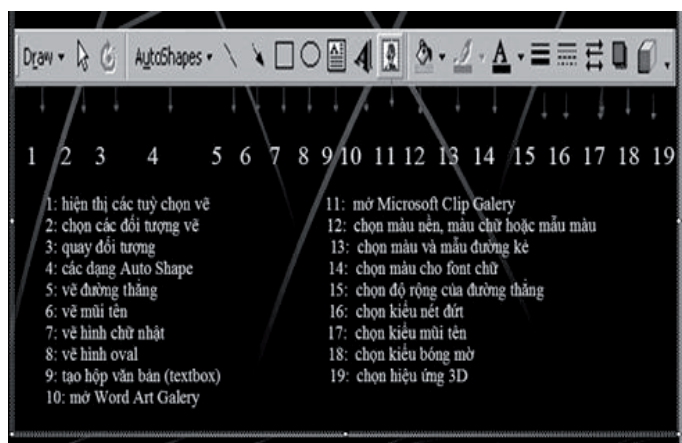 Draw AutoShapes A A
1 2 3 4 5 6 7 8 9 10 11 12 13 14 15 16 17 18 19
1: hiện thị các tuỳ chọn vẽ
2: chọn các đối tượng vẽ
3: quay đối tượng
4: các dạng Auto Shape
5: vẽ đường thẳng
6: vẽ mũi tên
7: vẽ hình chữ nhật
8: vẽ hình oval
9: tạo hộp văn bản (textbox)
10: mở Word Art Galery
11: mở Microsoft Clip Galery
12: chọn màu nền, màu chữ hoặc mẫu màu
13: chọn màu và mẫu đường kẻ
14: chọn màu cho font chữ
15: chọn độ rộng của đường thẳng
16: chọn kiểu nét đứt
17: chọn kiểu mũi tên
18: chọn kiểu bóng mờ
19: chọn hiệu ứng 3D